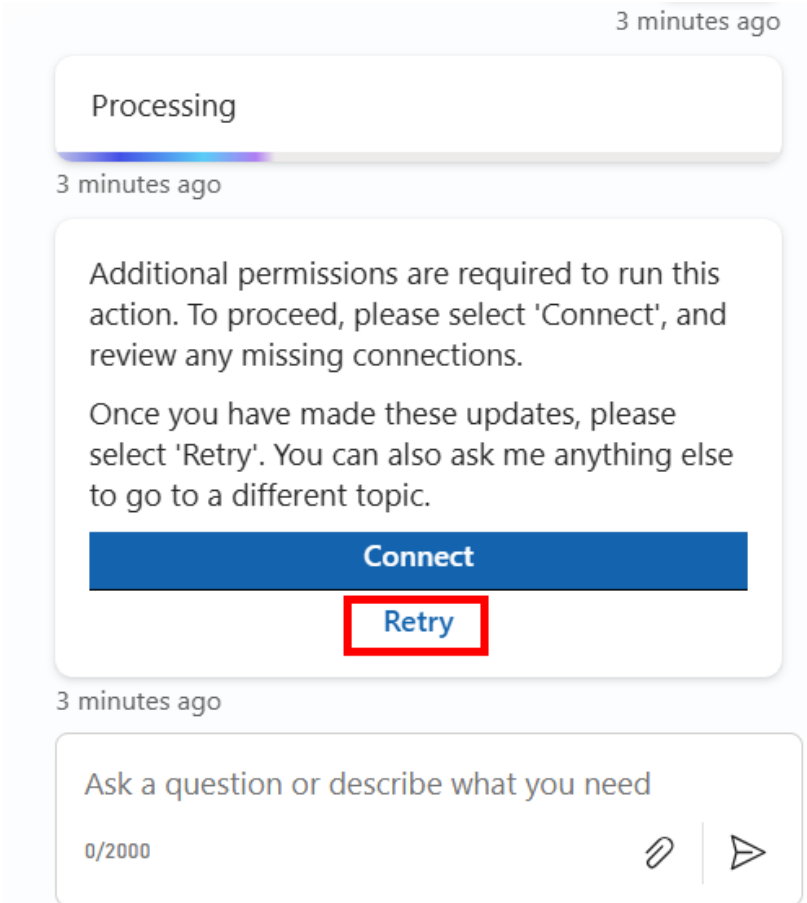 3 minutes ago
Processing
3 minutes ago
Additional permissions are required to run this
action. To proceed, please select 'Connect', and
review any missing connections.
Once you have made these updates, please
select 'Retry'. You can also ask me anything else
to go to a different topic.
Connect
Retry
3 minutes ago
Ask a question or describe what you need
0/2000